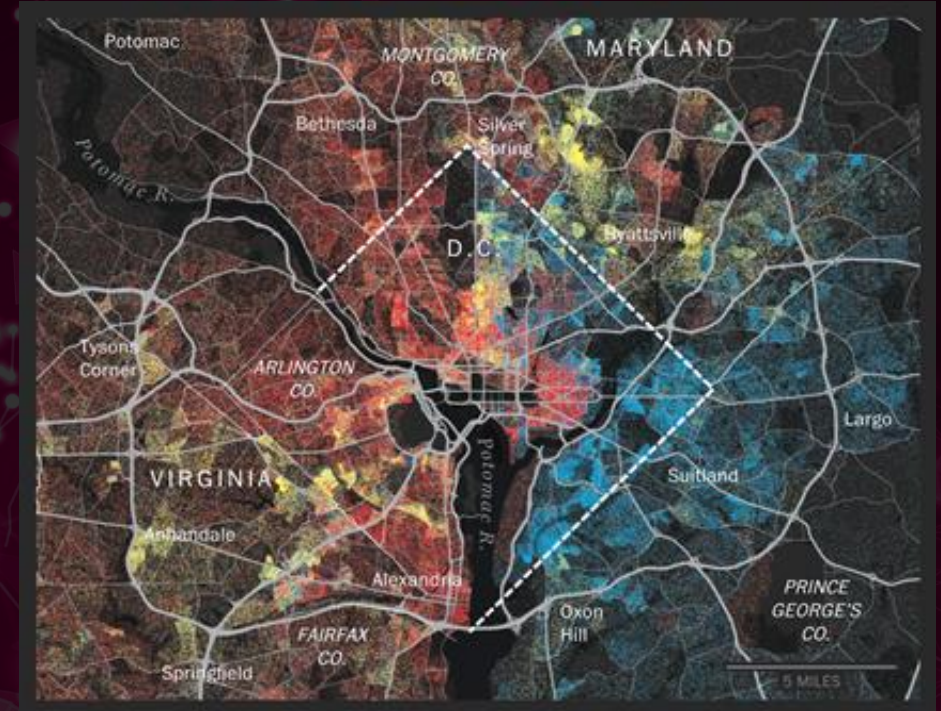 Potomac
MONTGOMERY
CO.
MARYLAND
Bethesda
Silver
Spring
Potomac R.
D.C.
Hyattsville
Tysons
Corner
ARLINGTON
CO.
Largo
VIRGINIA
Potomac R.
Suitland
Annandale
Alexandria
PRINCE
GEORGE'S
CO.
Oxon
Hill
FAIRFAX
CO.
Springfield
5 MILES